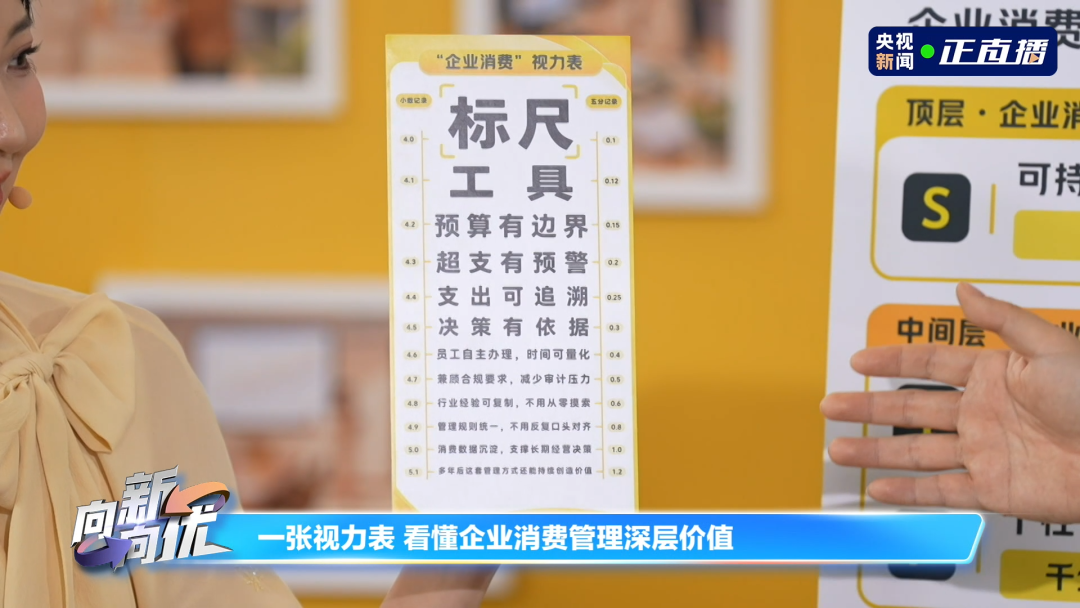 央视
新闻
正直播
"企业消费"视力表
小数记录
五分记录
标尺
4.0
0.1
工具
4.1
0.12
预算有边界
4.2
0.15
超支有预警
4.3
0.2
支出可追溯
4.4
0.25
决策有依据
4.5
0.3
员工自主办理，时间可量化
4.6
0.4
兼顾合规要求，减少审计压力
4.7
0.5
行业经验可复制，不用从零摸索
4.8
0.6
管理规则统一，不用反复口头对齐
4.9
0.8
消费数据沉淀，支撑长期经营决策
5.0
1.0
多年后这套管理方式还能持续创造价值
5.1
1.2
企业消费
顶层·企业消
S
可持
中间层
向新向优
一张视力表 看懂企业消费管理深层价值